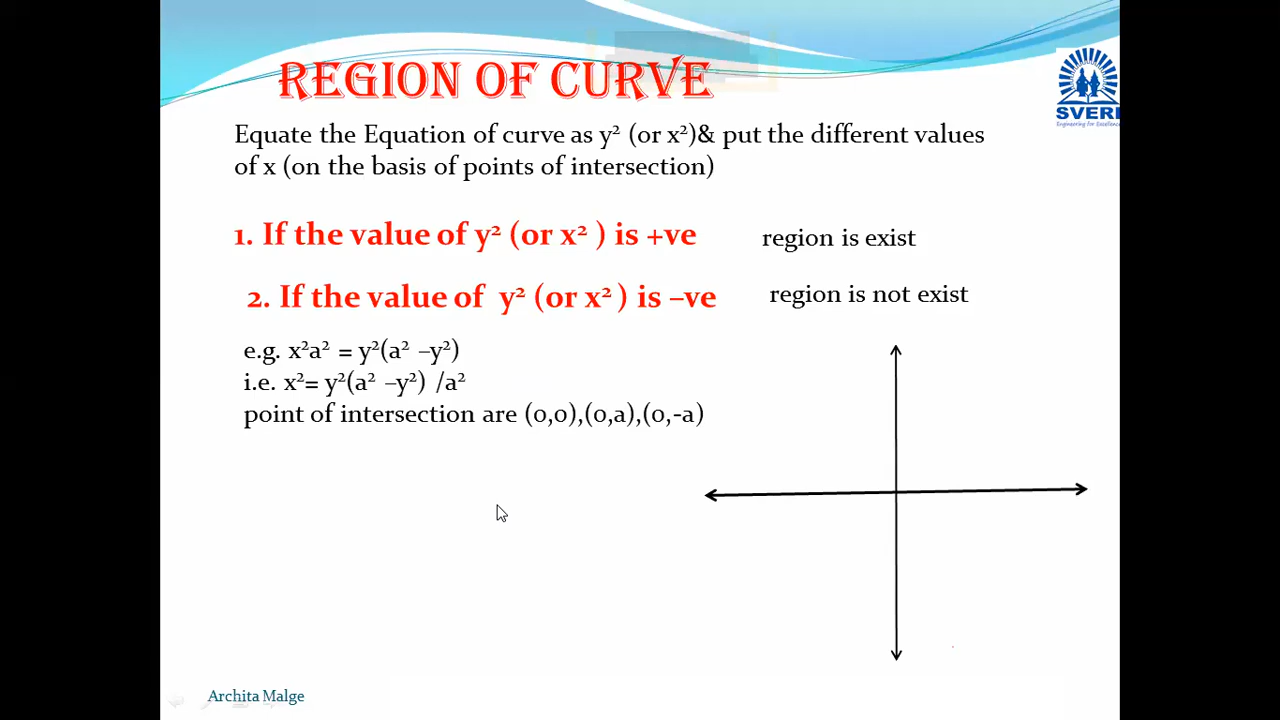 REGION OF CURVE
SVERI
Engineering for Excellence
Equate the Equation of curve as y² (or x²)& put the different values
of x (on the basis of points of intersection)
1. If the value of y² (or x² ) is +ve region is exist
2. If the value of y² (or x² ) is –ve region is not exist
e.g. x²a² = y²(a² –y²)
i.e. x²= y²(a² –y²) /a²
point of intersection are (0,0),(0,a),(0,-a)
Archita Malge